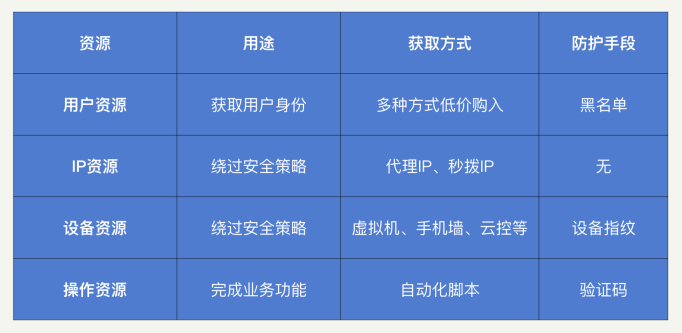 资源 用途 获取方式 防护手段
用户资源 获取用户身份 多种方式低价购入 黑名单
IP资源 绕过安全策略 代理IP、秒拨IP 无
设备资源 绕过安全策略 虚拟机、手机墙、云控等 设备指纹
操作资源 完成业务功能 自动化脚本 验证码